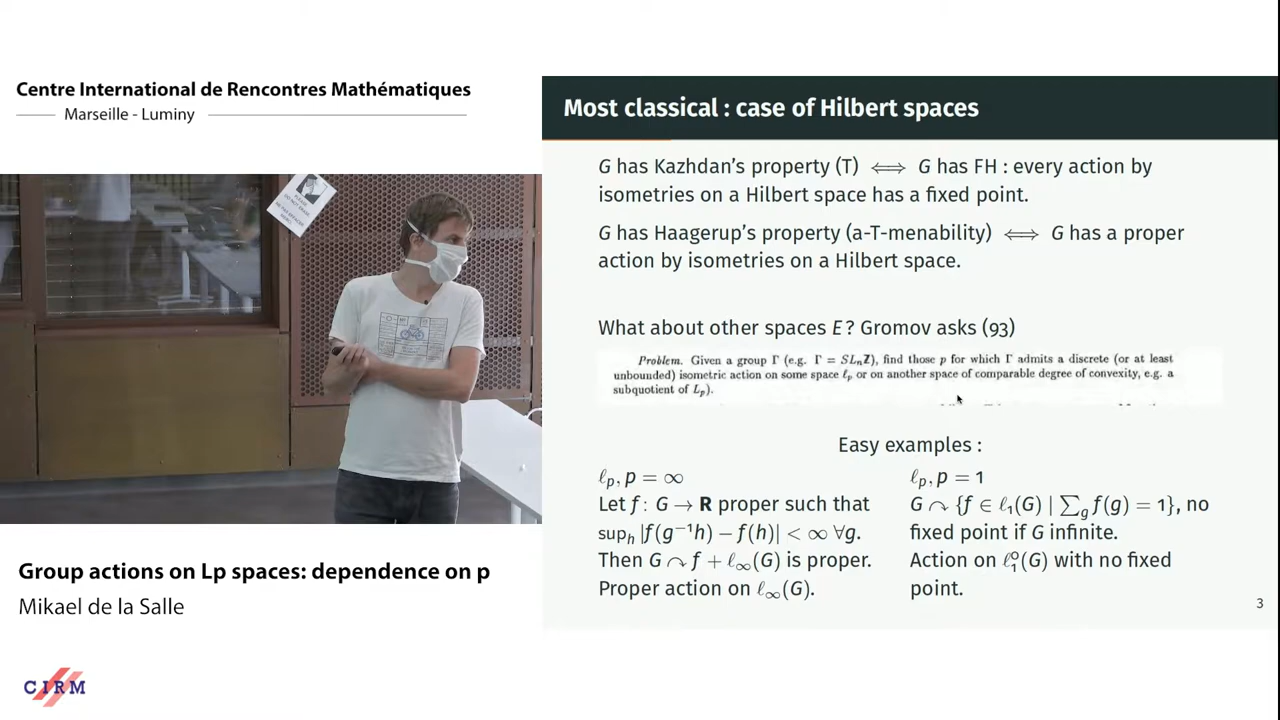 Centre International de Rencontres Mathématiques
Marseille - Luminy
Group actions on Lp spaces: dependence on p
Mikael de la Salle
CIRM
Most classical : case of Hilbert spaces
G has Kazhdan's property (T) ⟺ G has FH : every action by
isometries on a Hilbert space has a fixed point.
G has Haagerup's property (a-T-menability) ⟺ G has a proper
action by isometries on a Hilbert space.
What about other spaces E? Gromov asks (93)
Problem. Given a group Γ (e.g. Γ = SLₙZ), find those p for which Γ admits a discrete (or at least
unbounded) isometric action on some space ℓₚ or on another space of comparable degree of convexity, e.g. a
subquotient of Lₚ).
Easy examples :
ℓₚ, p = ∞
Let f: G → R proper such that
supₕ |f(g⁻¹h) − f(h)| < ∞ ∀g.
Then G ↷ f + ℓ∞(G) is proper.
Proper action on ℓ∞(G).
ℓₚ, p = 1
G ↷ {f ∈ ℓ₁(G) | ∑g f(g) = 1}, no
fixed point if G infinite.
Action on ℓ₁⁰(G) with no fixed
point.
3